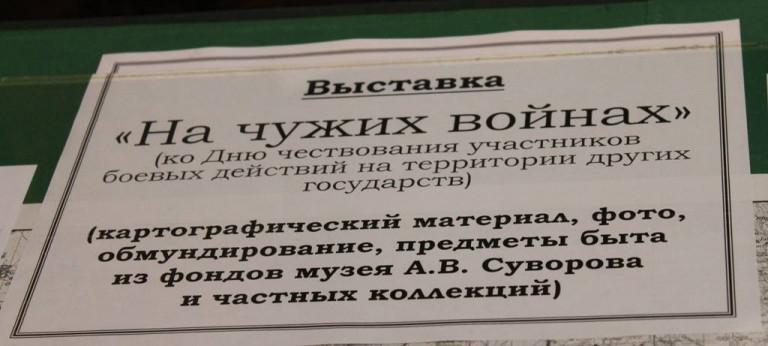 Выставка
«На чужих войнах»
(ко Дню чествования участников
боевых действий на территории других
государств)
(картографический материал, фото,
обмундирование, предметы быта
из фондов музея А.В. Суворова
и частных коллекций)